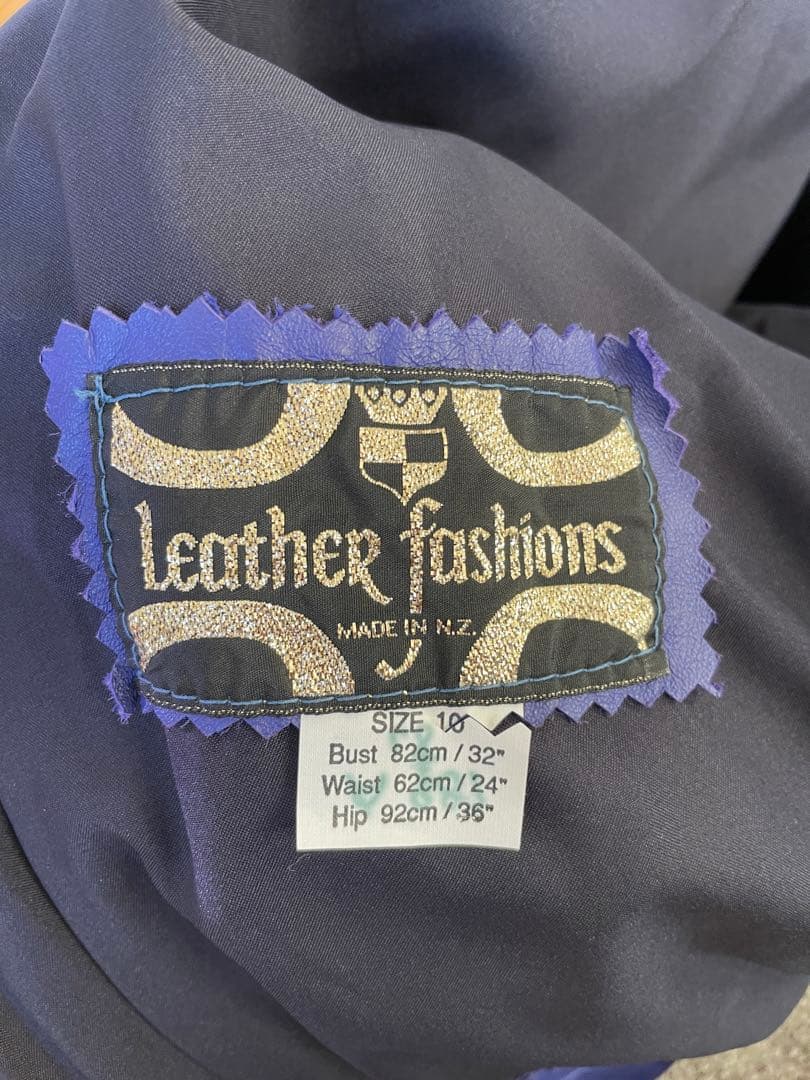 Leather fashions
MADE IN N.Z.
SIZE 10
Bust 82cm / 32"
Waist 62cm / 24"
Hip 92cm / 36"